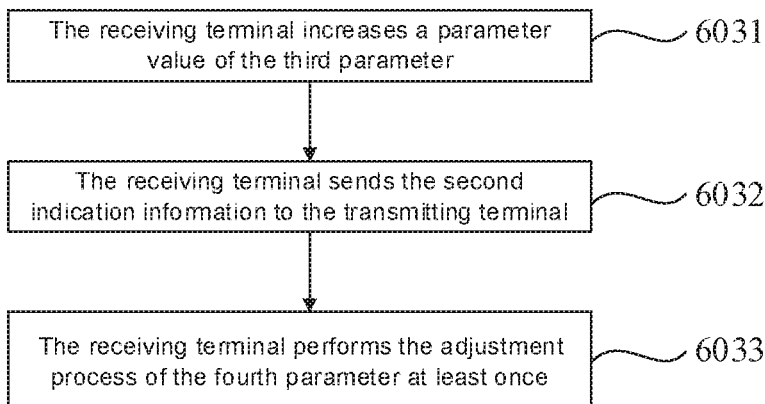 The receiving terminal increases a parameter
value of the third parameter
6031
The receiving terminal sends the second
indication information to the transmitting terminal
6032
The receiving terminal performs the adjustment
process of the fourth parameter at least once
6033